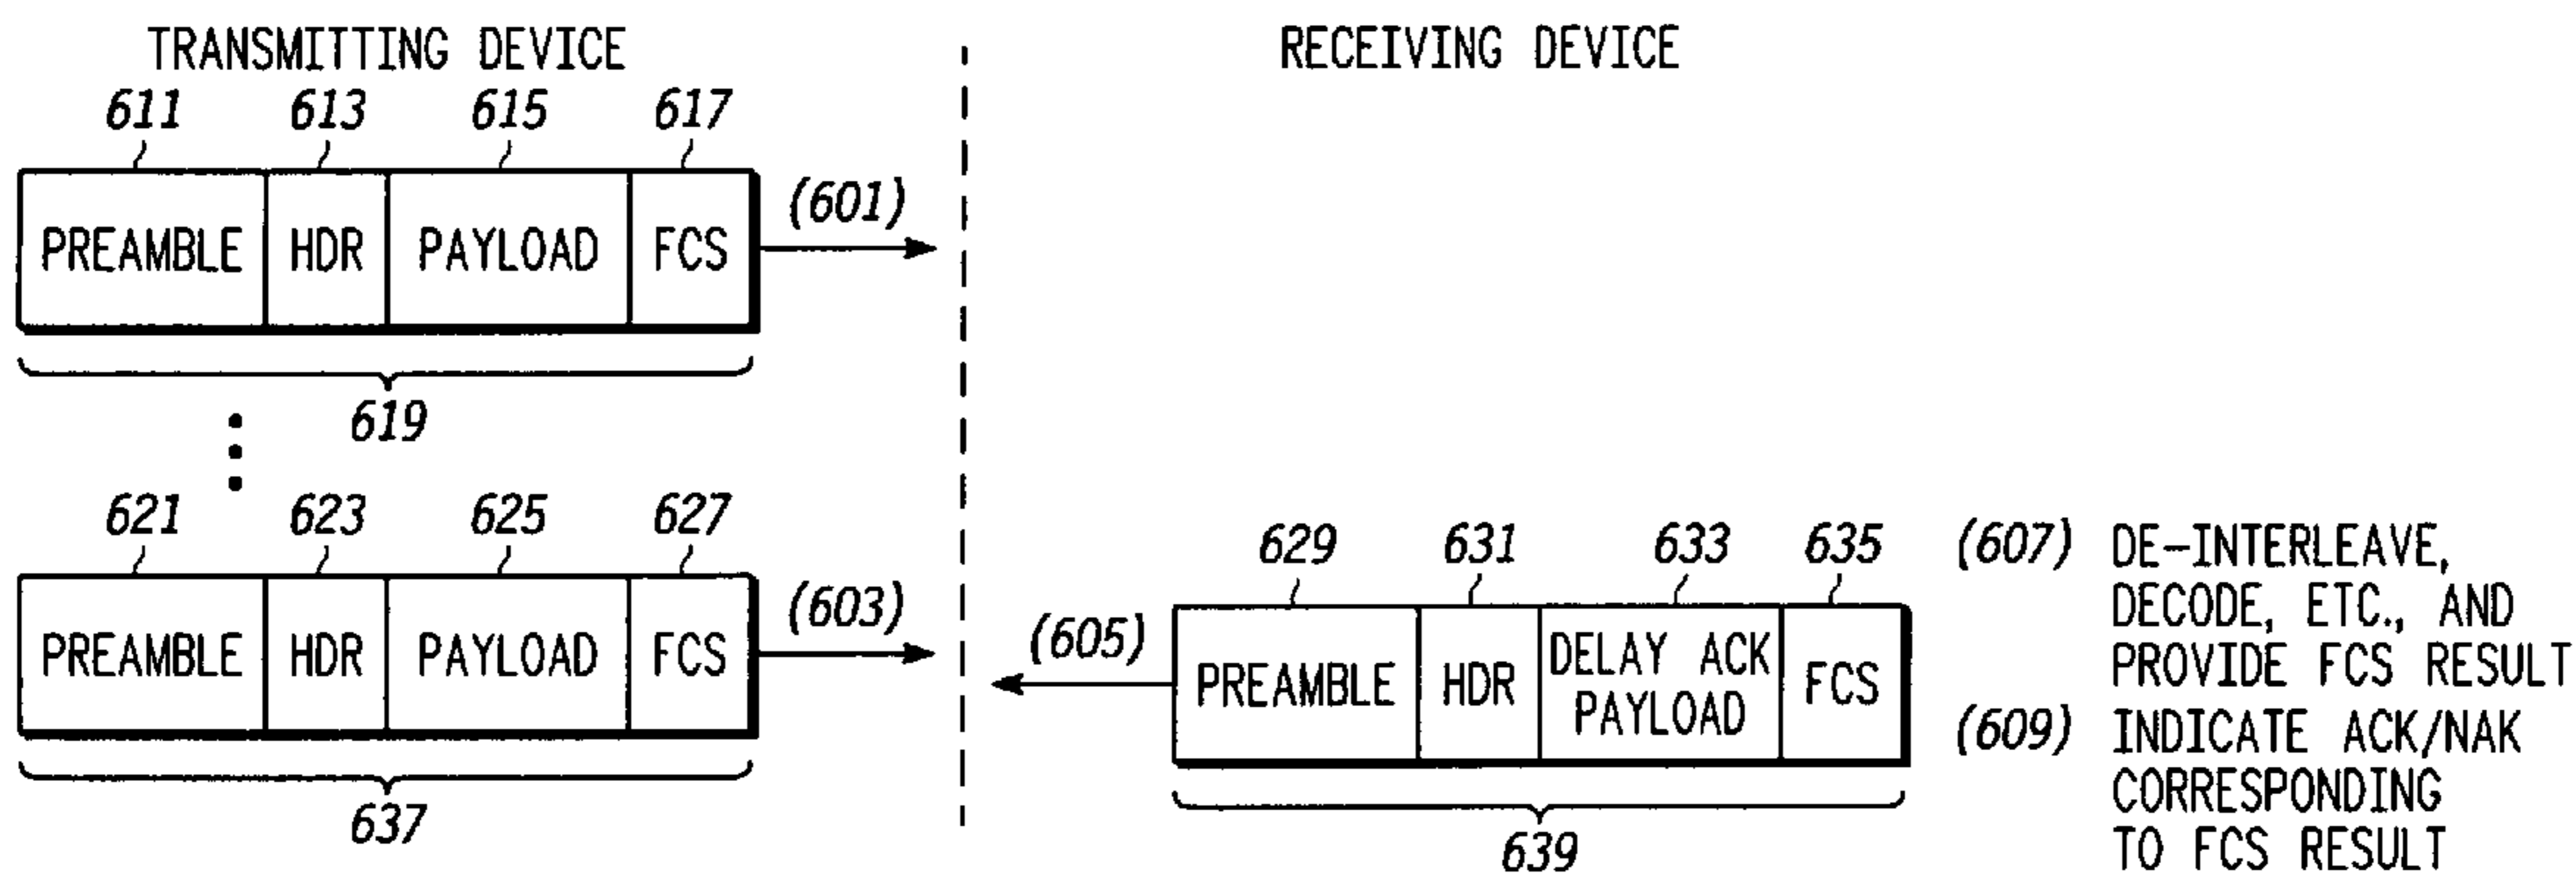 TRANSMITTING DEVICE
RECEIVING DEVICE
611 613 615 617
PREAMBLE HDR PAYLOAD FCS
(601)
619
621 623 625 627
PREAMBLE HDR PAYLOAD FCS
(603)
637
629 631 633 635
(605)
PREAMBLE HDR DELAY ACK
PAYLOAD FCS
639
(607) DE-INTERLEAVE,
DECODE, ETC., AND
PROVIDE FCS RESULT
(609) INDICATE ACK/NAK
CORRESPONDING
TO FCS RESULT